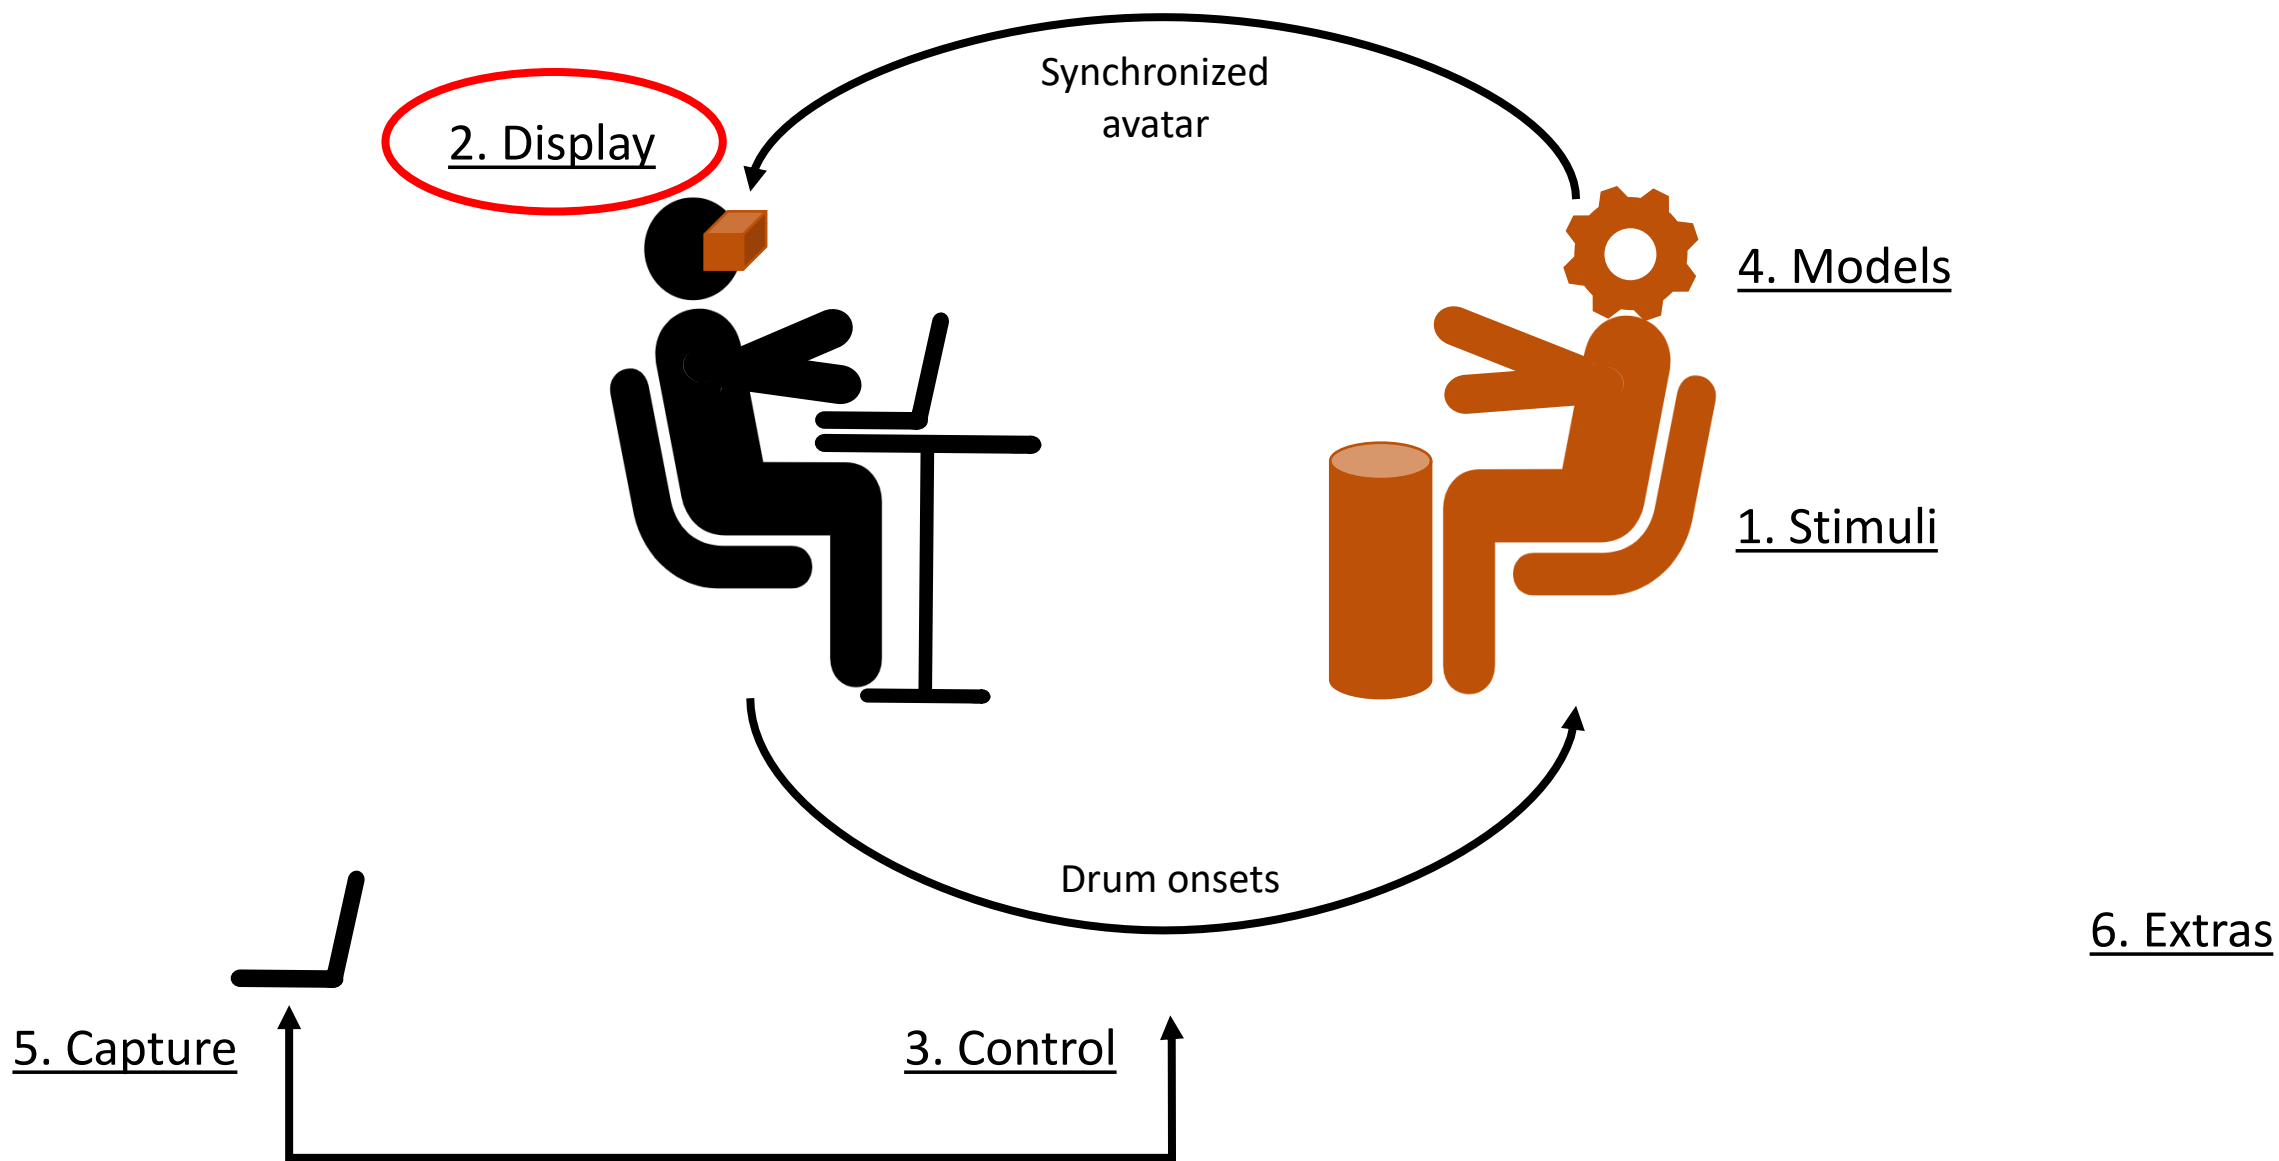 Synchronized
avatar
2. Display
4. Models
1. Stimuli
Drum onsets
6. Extras
5. Capture
3. Control